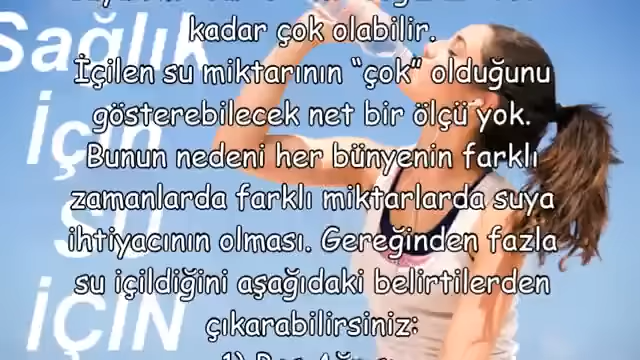 kadar çok olabilir.
İçilen su miktarının “çok” olduğunu
gösterebilecek net bir ölçü yok.
Bunun nedeni her bünyenin farklı
zamanlarda farklı miktarlarda suya
ihtiyacının olması. Gereğinden fazla
su içildiğini aşağıdaki belirtilerden
çıkarabilirsiniz:
Sağlık
İçin
SU
İÇİN